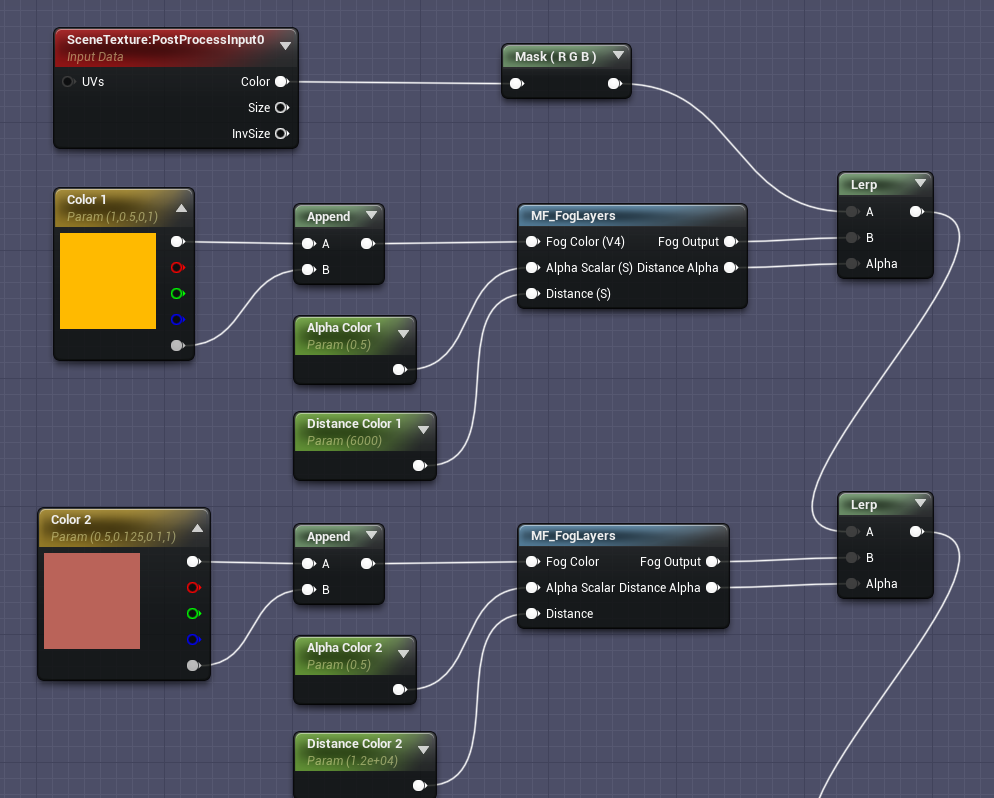 SceneTexture:PostProcessInput0
Input Data
UVs
Color
Size
InvSize
Mask ( R G B )
Color 1
Param (1,0.5,0,1)
Append
A
B
Alpha Color 1
Param (0.5)
Distance Color 1
Param (6000)
MF_FogLayers
Fog Color (V4) Fog Output
Alpha Scalar (S) Distance Alpha
Distance (S)
Lerp
A
B
Alpha
Color 2
Param (0.5,0.125,0.1,1)
Append
A
B
Alpha Color 2
Param (0.5)
Distance Color 2
Param (1.2e+04)
MF_FogLayers
Fog Color Fog Output
Alpha Scalar Distance Alpha
Distance
Lerp
A
B
Alpha